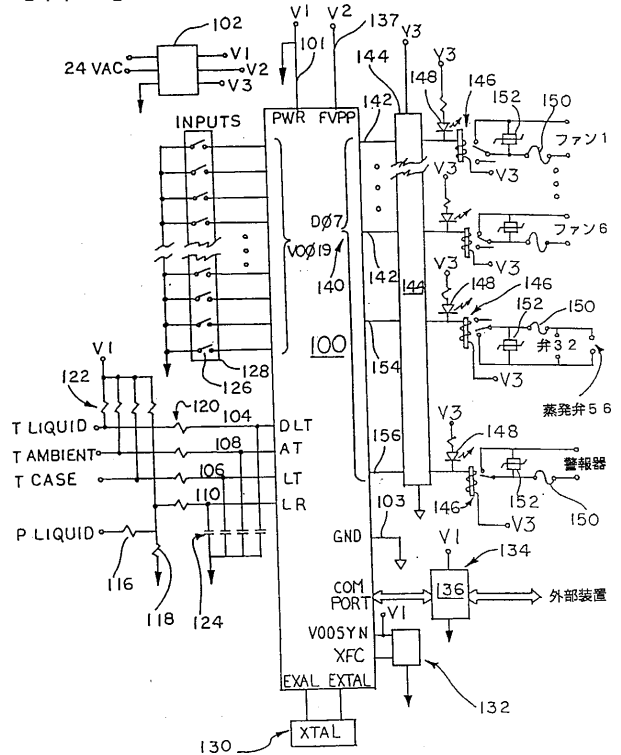 102
24 VAC
V1
V2
V3
V1
V2
101
137
PWR
FVPP
INPUTS
144
V3
142
148
V3
146
152
150
ファン1
V3
V3
DØ7
VOØ19
140
142
144
ファン6
V3
V3
148
146
152
150
弁32
蒸発弁56
V3
154
100
126
128
V1
122
120
T LIQUID
104
DLT
T AMBIENT
108
AT
T CASE
106
LT
110
LR
P LIQUID
116
118
124
156
V3
148
警報器
152
146
V3
150
GND
103
V1
134
COM
PORT
136
外部装置
V1
VOOSYN
XFC
132
EXAL
EXTAL
130
XTAL